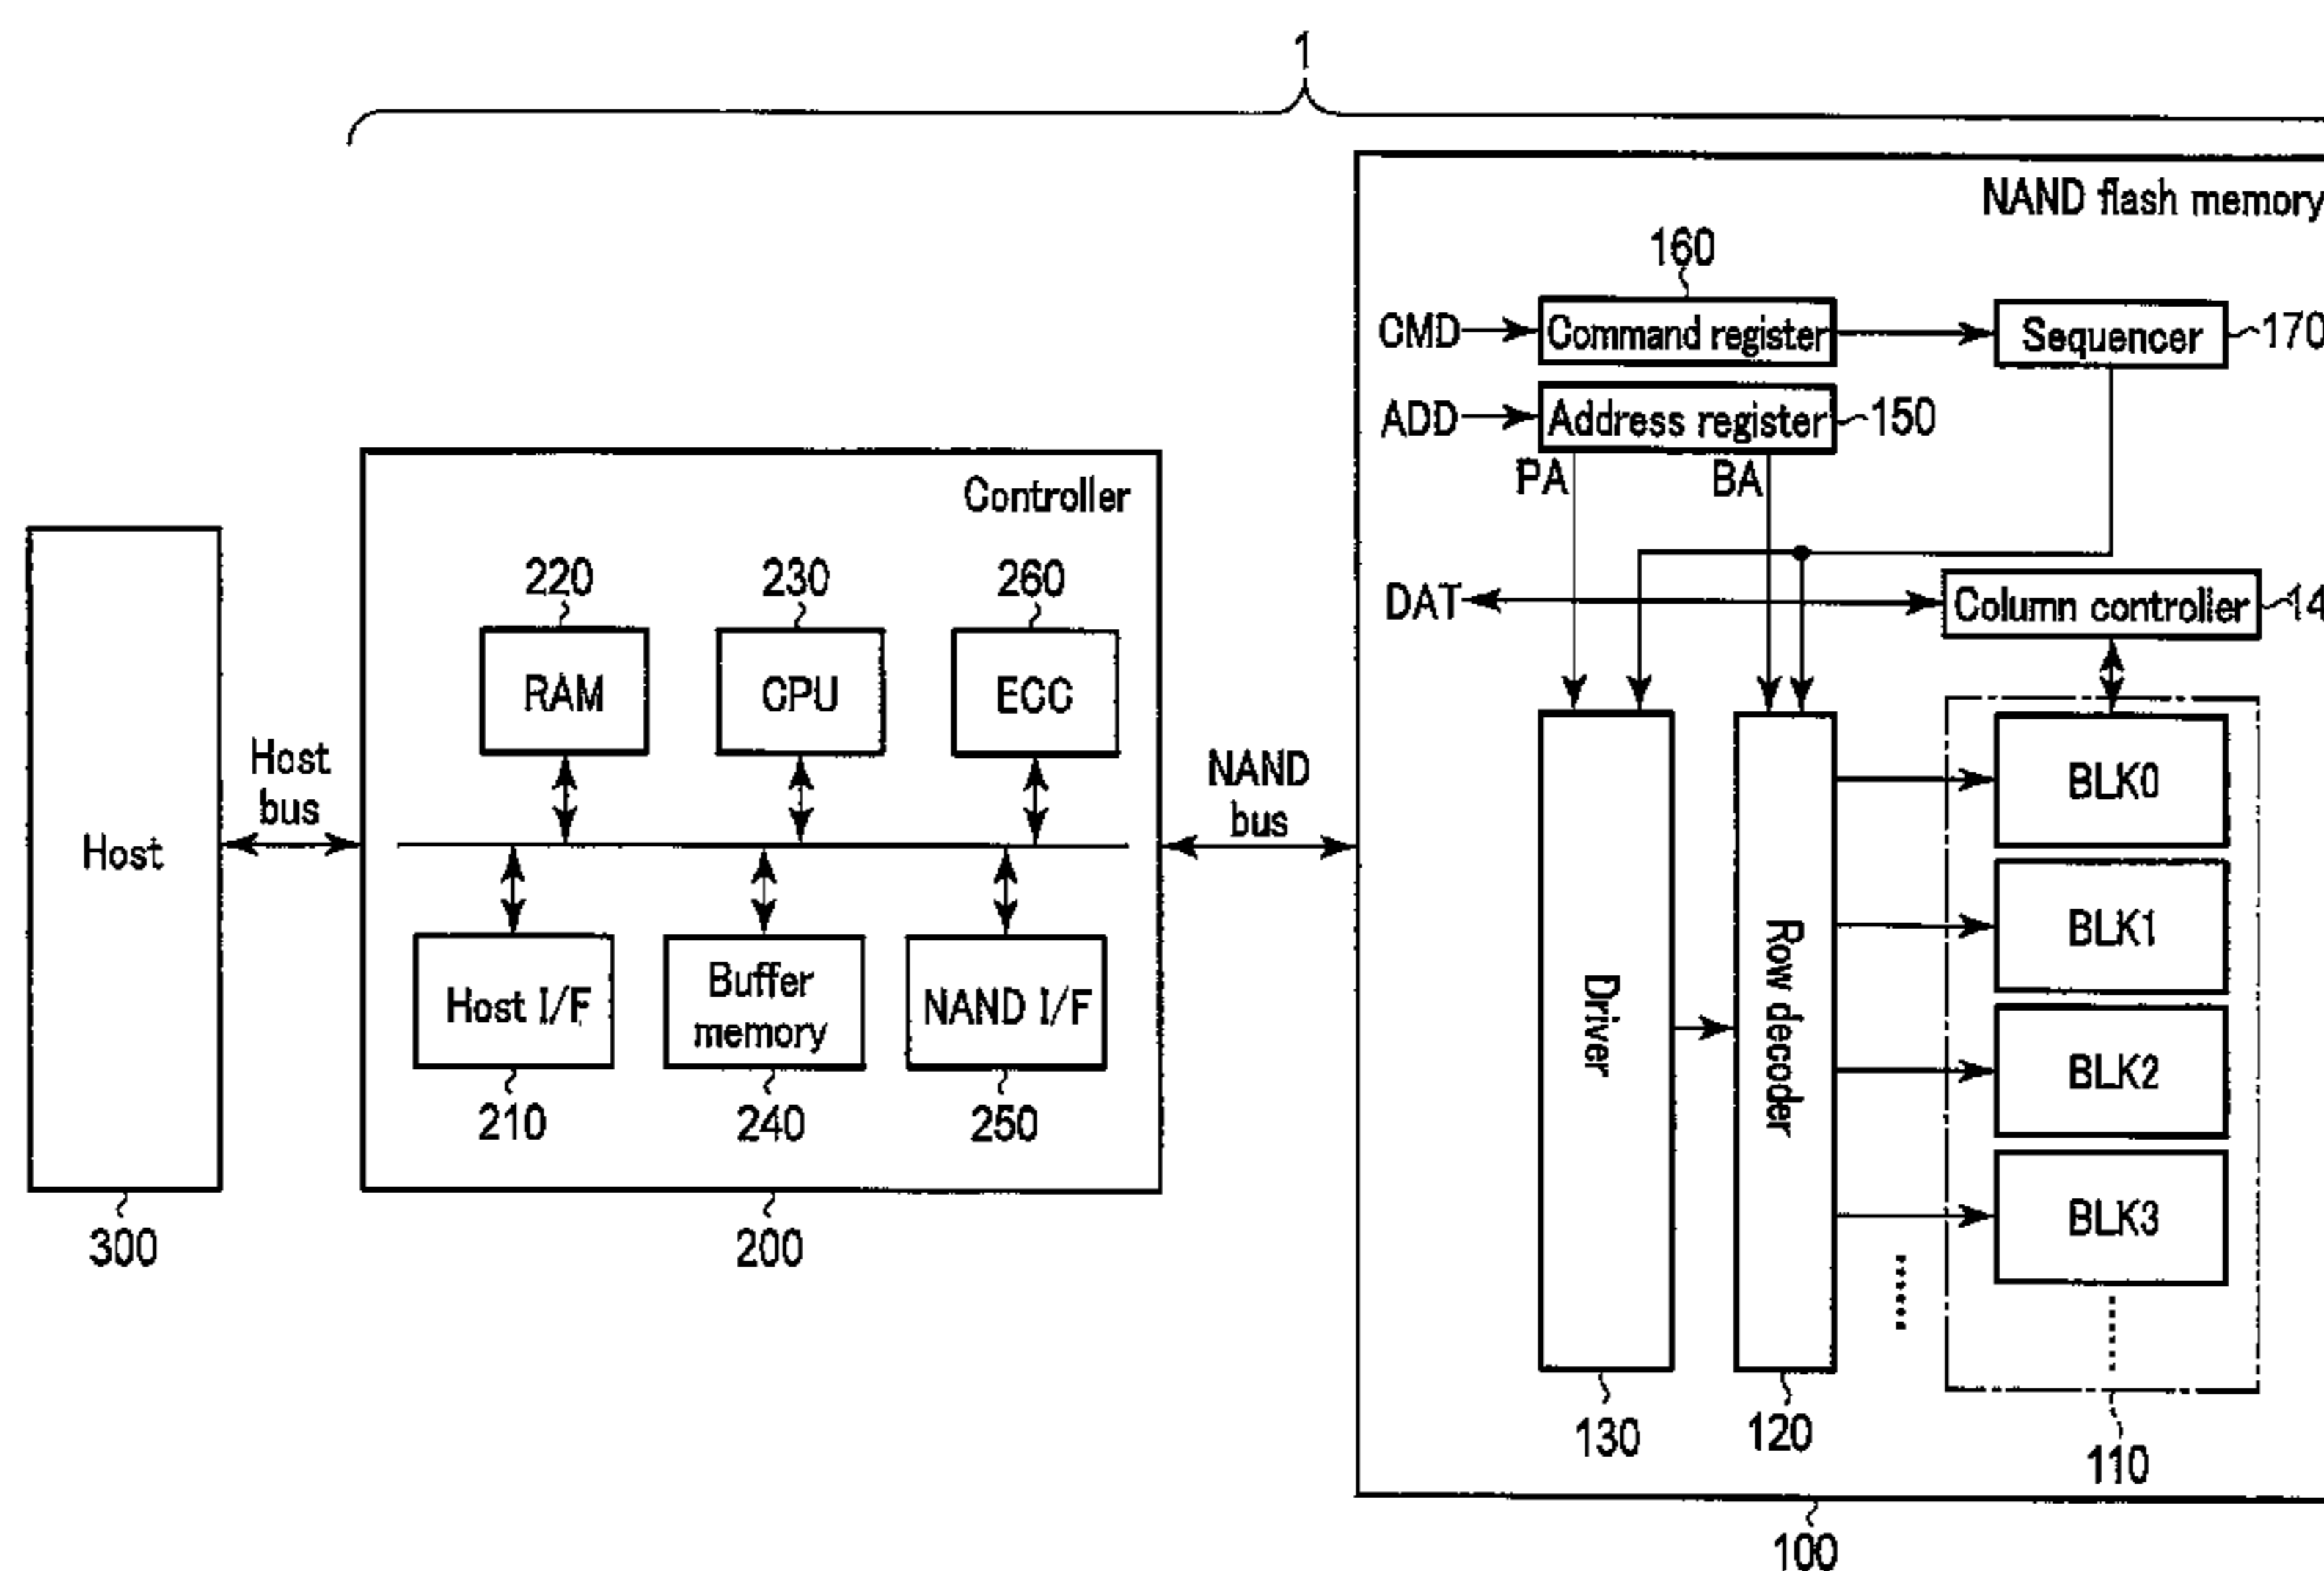 1
NAND flash memory
160
CMD
Command register
Sequencer
170
ADD
Address register
150
PA
BA
Controller
DAT
Column controller
14
220
230
260
RAM
CPU
ECC
Host
bus
NAND
bus
Host
BLK0
BLK1
BLK2
BLK3
Driver
Row decoder
Host I/F
Buffer
memory
NAND I/F
210
240
250
300
200
130
120
110
100